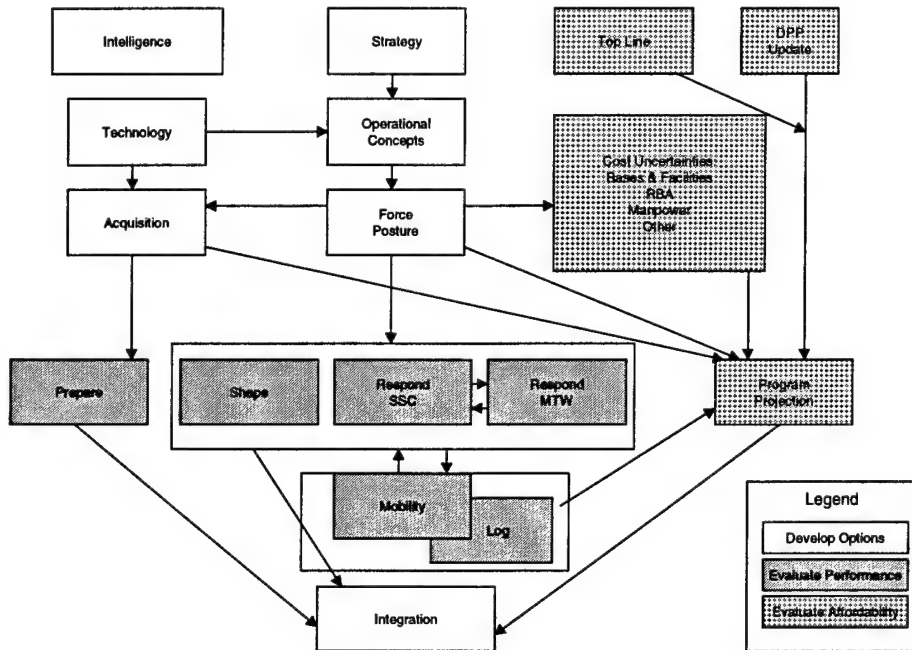 Intelligence
Strategy
Top Line
DPP
Update
Technology
Operational
Concepts
Cost Uncertainties
Bases & Facilities
RBA
Manpower
Other
Acquisition
Force
Posture
Prepare
Shape
Respond
SSC
Respond
MTW
Program
Projection
Mobility
Log
Integration
Legend
Develop Options
Evaluate Performance
Evaluate Affordability